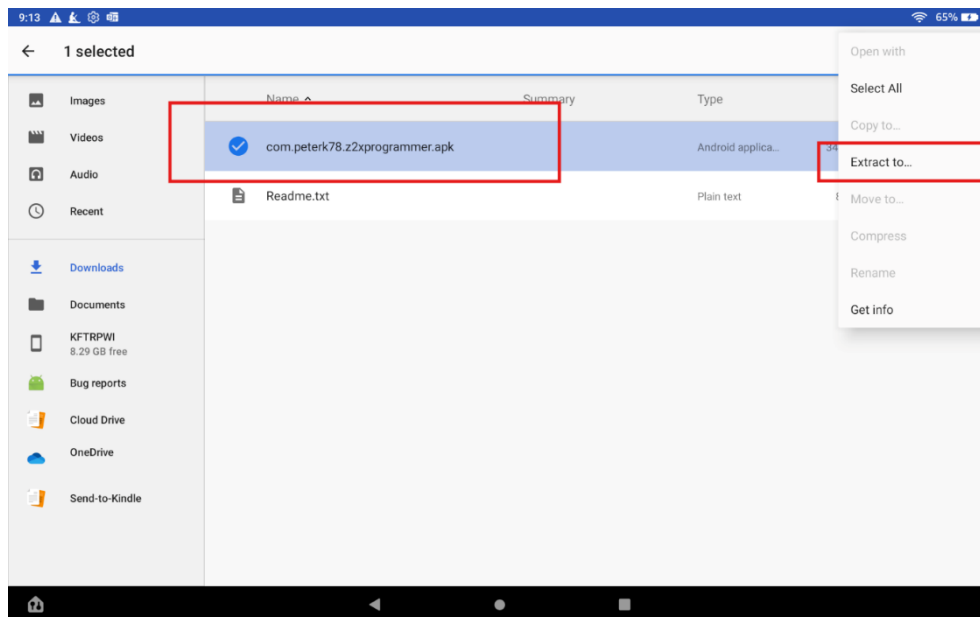 9:13
65%
1 selected
Open with
Select All
Copy to...
Extract to...
Move to...
Compress
Rename
Get info
Images
Videos
Audio
Recent
Downloads
Documents
KFTRPWI
8.29 GB free
Bug reports
Cloud Drive
OneDrive
Send-to-Kindle
Name Summary Type
com.peterk78.z2xprogrammer.apk Android applica... 34
Readme.txt Plain text